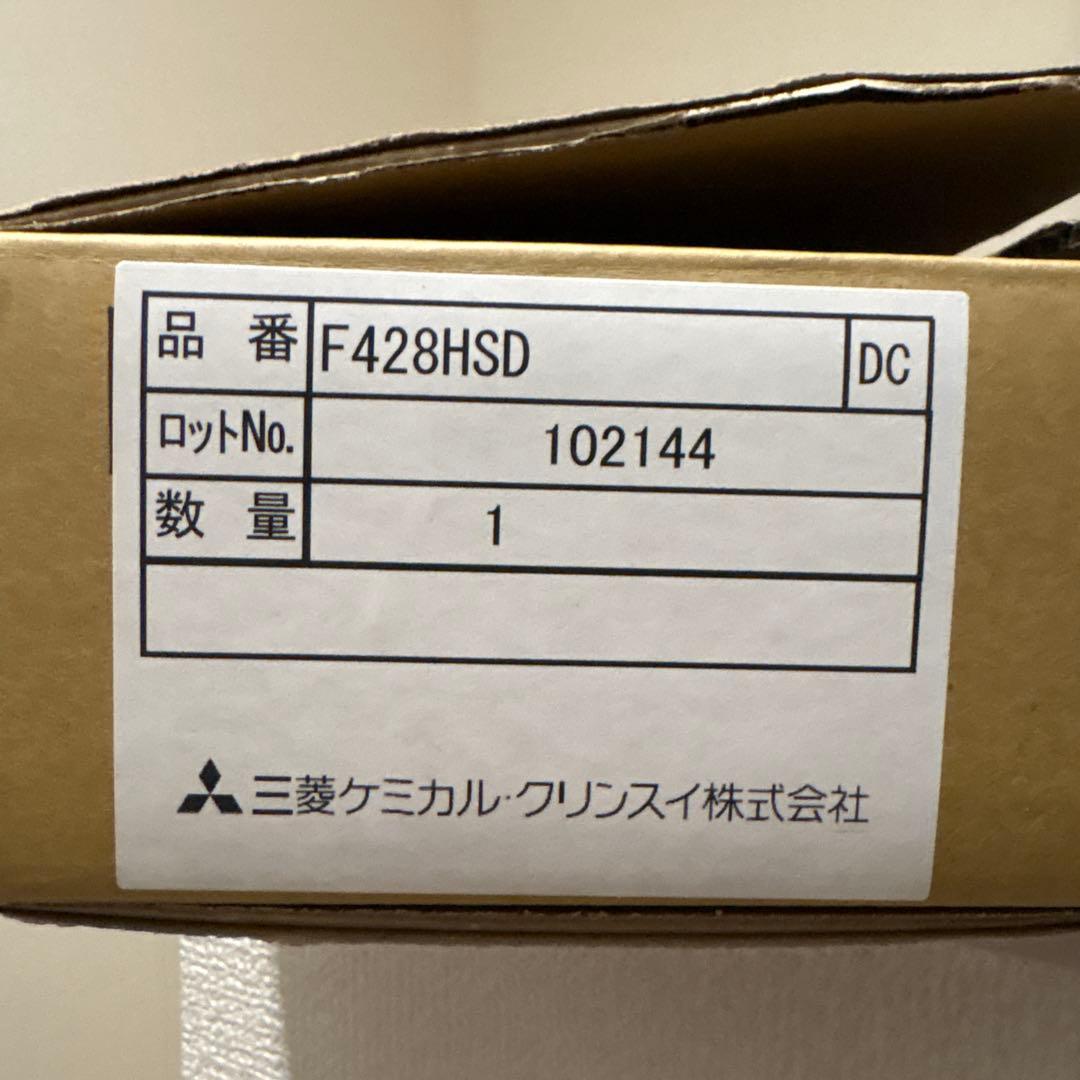 品 番 F428HSD DC
ロットNo. 102144
数 量 1
三菱ケミカル・クリンスイ株式会社